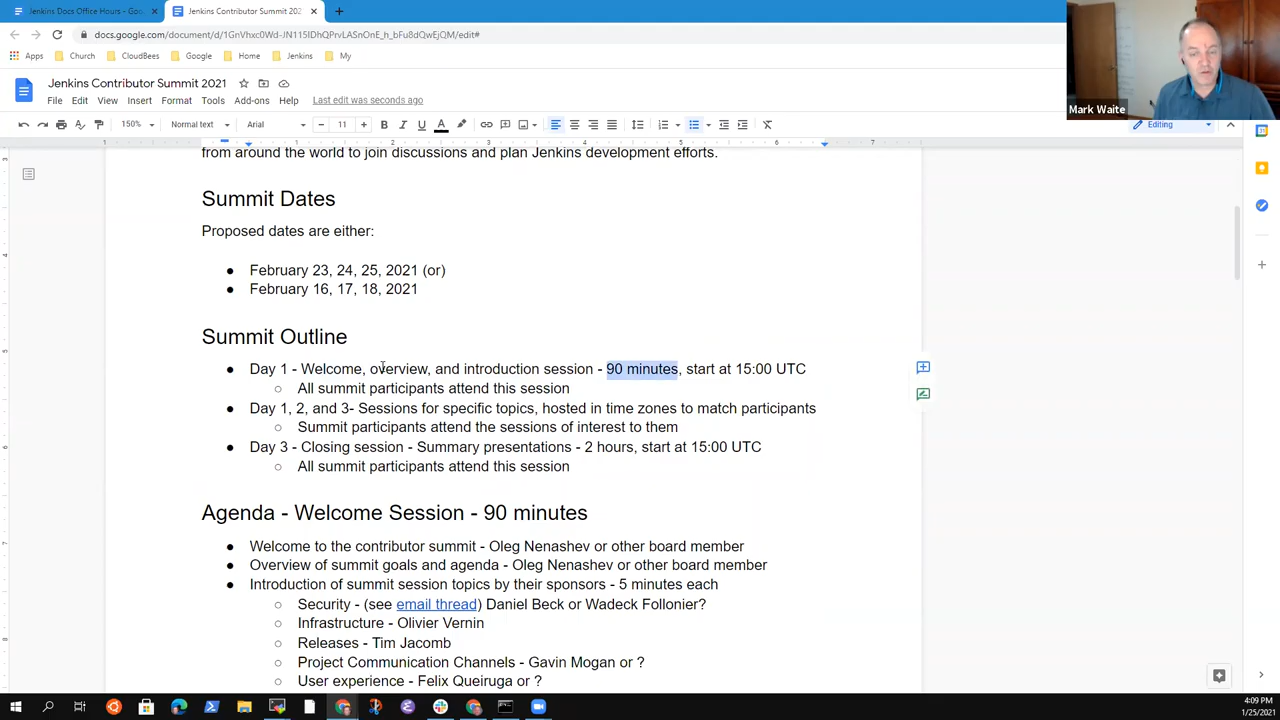 Jenkins Docs Office Hours - Goo
Jenkins Contributor Summit 202
docs.google.com/document/d/1GnVhxc0Wd-JN115IDhQPrvLASnOnE_h_bFu8dQwEjQM/edit#
Apps Church CloudBees Google Home Jenkins My
Jenkins Contributor Summit 2021
File Edit View Insert Format Tools Add-ons Help Last edit was seconds ago
150% Normal text Arial 11 Editing
Mark Waite
from around the world to join discussions and plan Jenkins development efforts.
Summit Dates
Proposed dates are either:
● February 23, 24, 25, 2021 (or)
● February 16, 17, 18, 2021
Summit Outline
● Day 1 - Welcome, overview, and introduction session - 90 minutes, start at 15:00 UTC
○ All summit participants attend this session
● Day 1, 2, and 3- Sessions for specific topics, hosted in time zones to match participants
○ Summit participants attend the sessions of interest to them
● Day 3 - Closing session - Summary presentations - 2 hours, start at 15:00 UTC
○ All summit participants attend this session
Agenda - Welcome Session - 90 minutes
● Welcome to the contributor summit - Oleg Nenashev or other board member
● Overview of summit goals and agenda - Oleg Nenashev or other board member
● Introduction of summit session topics by their sponsors - 5 minutes each
○ Security - (see email thread) Daniel Beck or Wadeck Follonier?
○ Infrastructure - Olivier Vernin
○ Releases - Tim Jacomb
○ Project Communication Channels - Gavin Mogan or ?
○ User experience - Felix Queiruga or ?
4:09 PM
1/25/2021